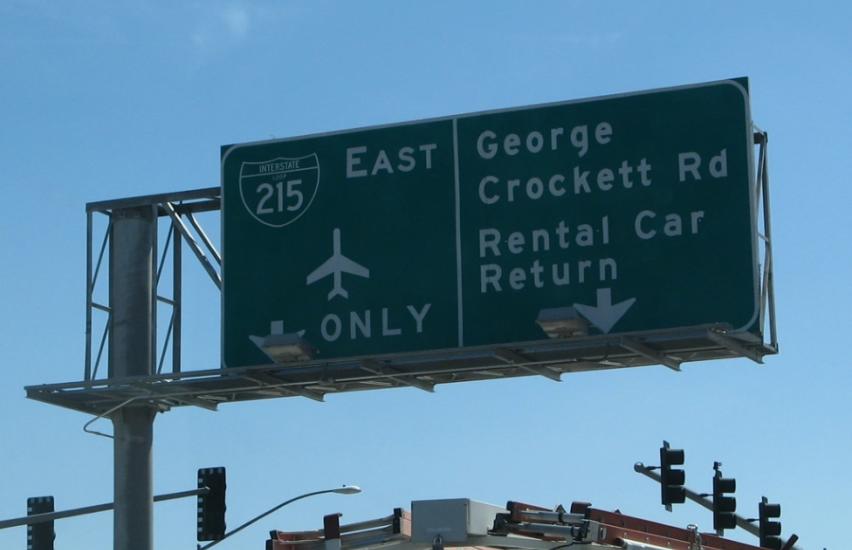 INTERSTATE
LOOP
215
EAST
ONLY
George
Crockett Rd
Rental Car
Return